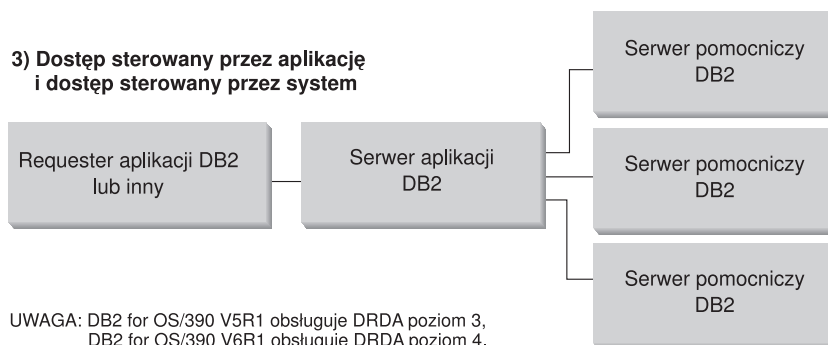 3) Dostęp sterowany przez aplikację
i dostęp sterowany przez system
Requester aplikacji DB2
lub inny
Serwer aplikacji
DB2
Serwer pomocniczy
DB2
Serwer pomocniczy
DB2
Serwer pomocniczy
DB2
UWAGA: DB2 for OS/390 V5R1 obsługuje DRDA poziom 3,
DB2 for OS/390 V6R1 obsługuje DRDA poziom 4.